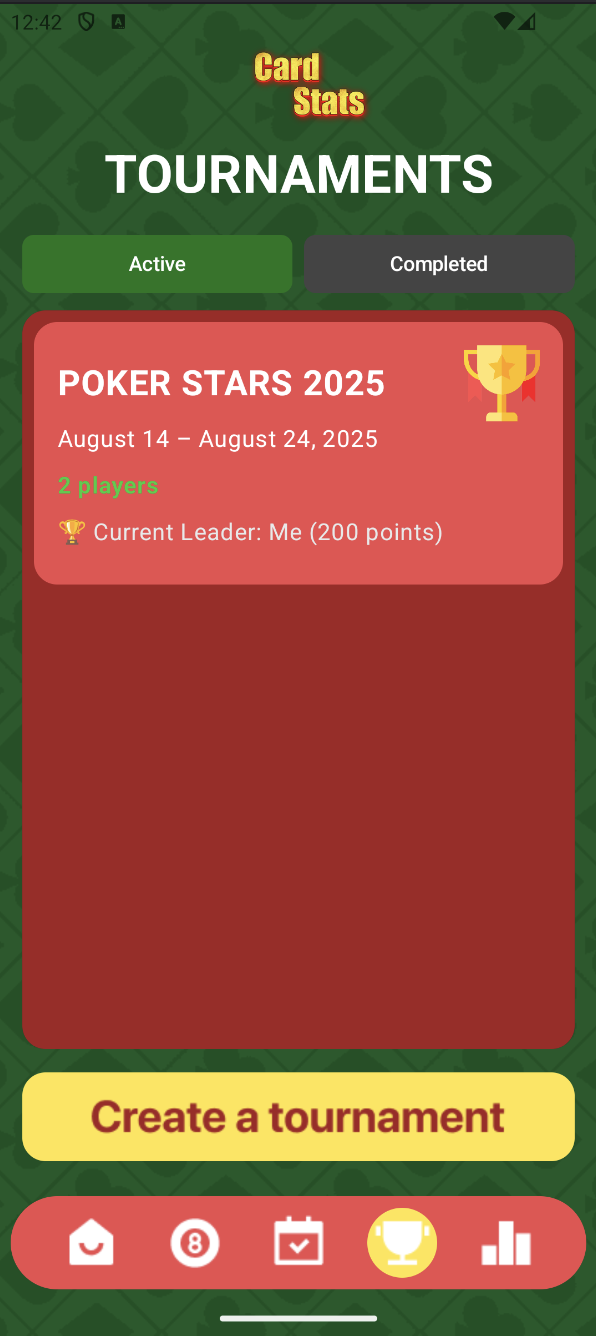 12:42
A
Card
Stats
TOURNAMENTS
Active
Completed
POKER STARS 2025
August 14 – August 24, 2025
2 players
🏆 Current Leader: Me (200 points)
Create a tournament
8